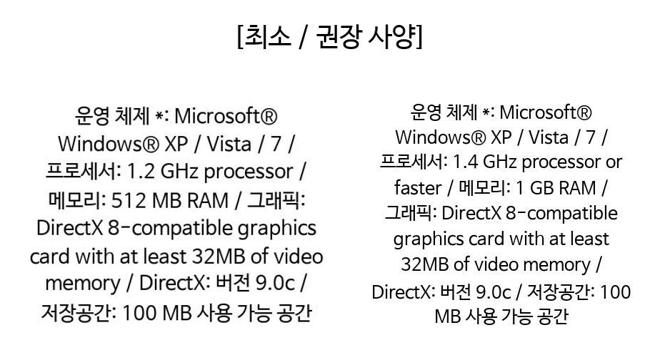 [최소 / 권장 사양]
운영 체제 *: Microsoft®
Windows® XP / Vista / 7 /
프로세서: 1.2 GHz processor /
메모리: 512 MB RAM / 그래픽:
DirectX 8-compatible graphics
card with at least 32MB of video
memory / DirectX: 버전 9.0c /
저장공간: 100 MB 사용 가능 공간
운영 체제 *: Microsoft®
Windows® XP / Vista / 7 /
프로세서: 1.4 GHz processor or
faster / 메모리: 1 GB RAM /
그래픽: DirectX 8-compatible
graphics card with at least
32MB of video memory /
DirectX: 버전 9.0c / 저장공간: 100
MB 사용 가능 공간